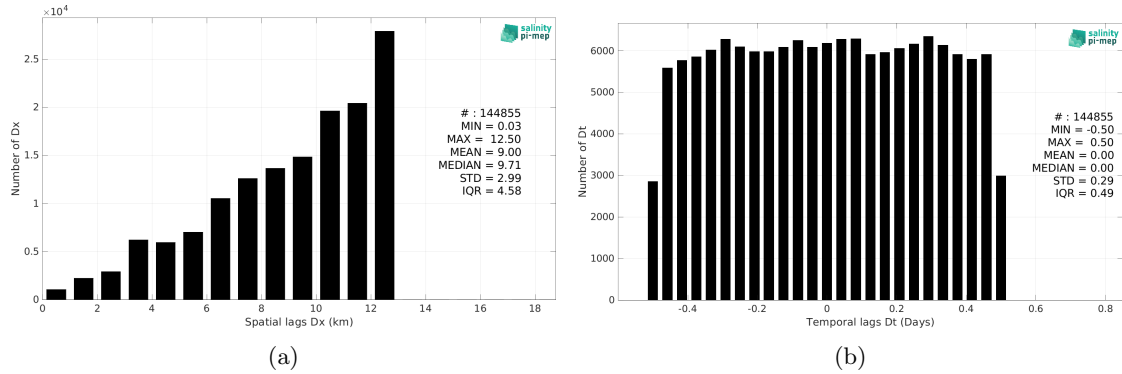 ×10⁴
2.5
2
1.5
1
0.5
0
Number of Dx
0 2 4 6 8 10 12 14 16 18
Spatial lags Dx (km)
salinity
pi-mep
# : 144855
MIN = 0.03
MAX = 12.50
MEAN = 9.00
MEDIAN = 9.71
STD = 2.99
IQR = 4.58
(a)
6000
5000
4000
3000
2000
1000
0
Number of Dt
-0.4 -0.2 0 0.2 0.4 0.6 0.8
Temporal lags Dt (Days)
salinity
pi-mep
# : 144855
MIN = -0.50
MAX = 0.50
MEAN = 0.00
MEDIAN = 0.00
STD = 0.29
IQR = 0.49
(b)